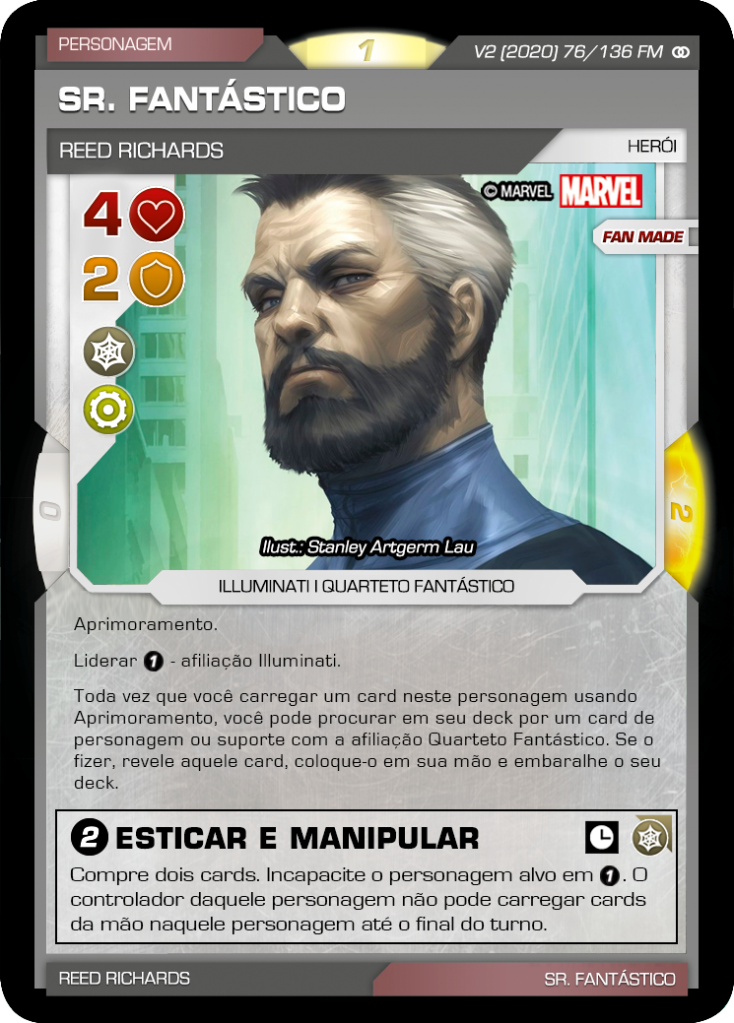 PERSONAGEM
1
V2 (2020) 76/136 FM
SR. FANTÁSTICO
REED RICHARDS
HERÓI
4
© MARVEL MARVEL
FAN MADE
2
0
2
Ilust.: Stanley Artgerm Lau
ILLUMINATI | QUARTETO FANTÁSTICO
Aprimoramento.
Liderar 1 - afiliação Illuminati.
Toda vez que você carregar um card neste personagem usando
Aprimoramento, você pode procurar em seu deck por um card de
personagem ou suporte com a afiliação Quarteto Fantástico. Se o
fizer, revele aquele card, coloque-o em sua mão e embaralhe o seu
deck.
2 ESTICAR E MANIPULAR
Compre dois cards. Incapacite o personagem alvo em 1. O
controlador daquele personagem não pode carregar cards
da mão naquele personagem até o final do turno.
REED RICHARDS
SR. FANTÁSTICO